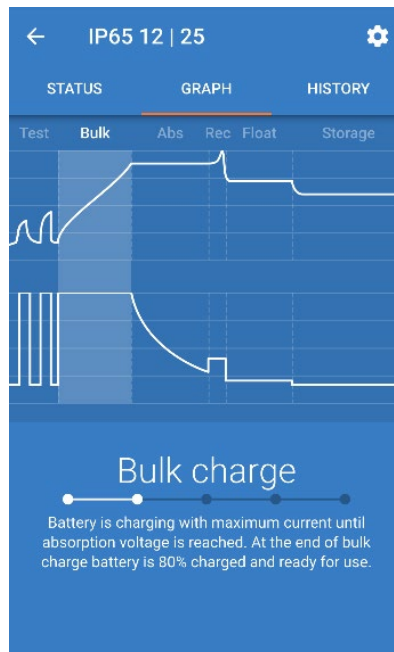 IP65 12 | 25
STATUS GRAPH HISTORY
Test Bulk Abs Rec Float Storage
Bulk charge
Battery is charging with maximum current until
absorption voltage is reached. At the end of bulk
charge battery is 80% charged and ready for use.